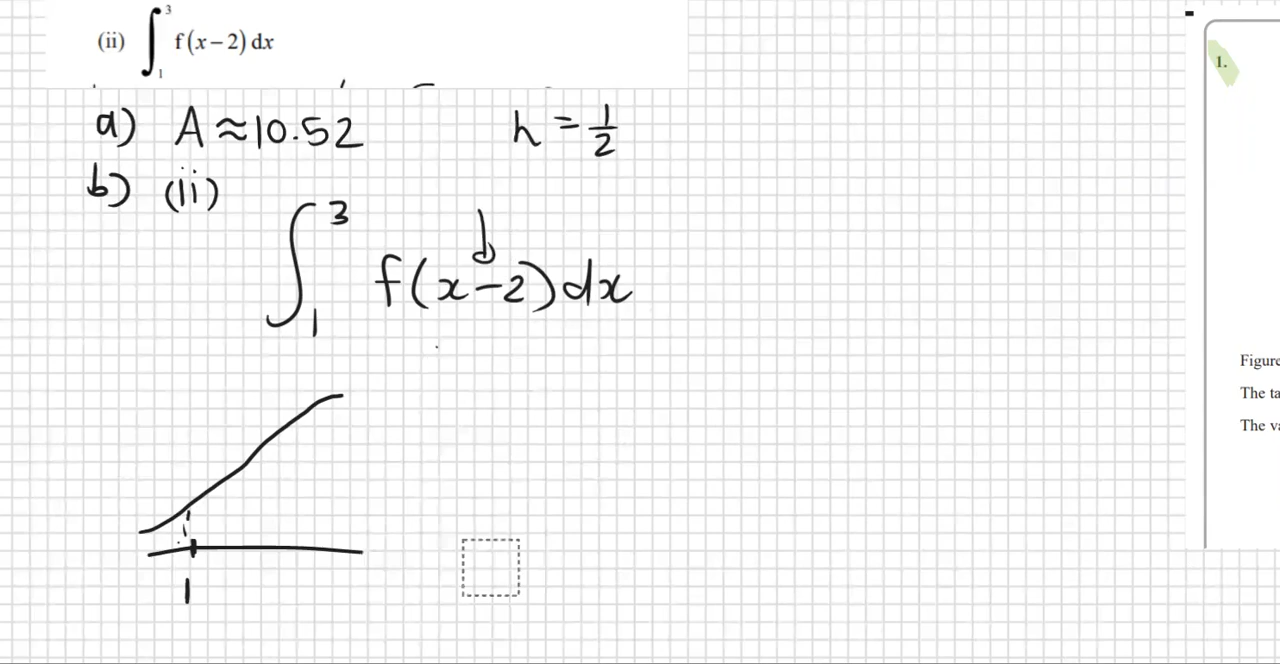 (ii) ∫₁³ f(x−2) dx
a) A≈10.52 h=1/2
b) (ii)
∫₁³ f(x−2)dx
1
1.
Figure
The ta
The va